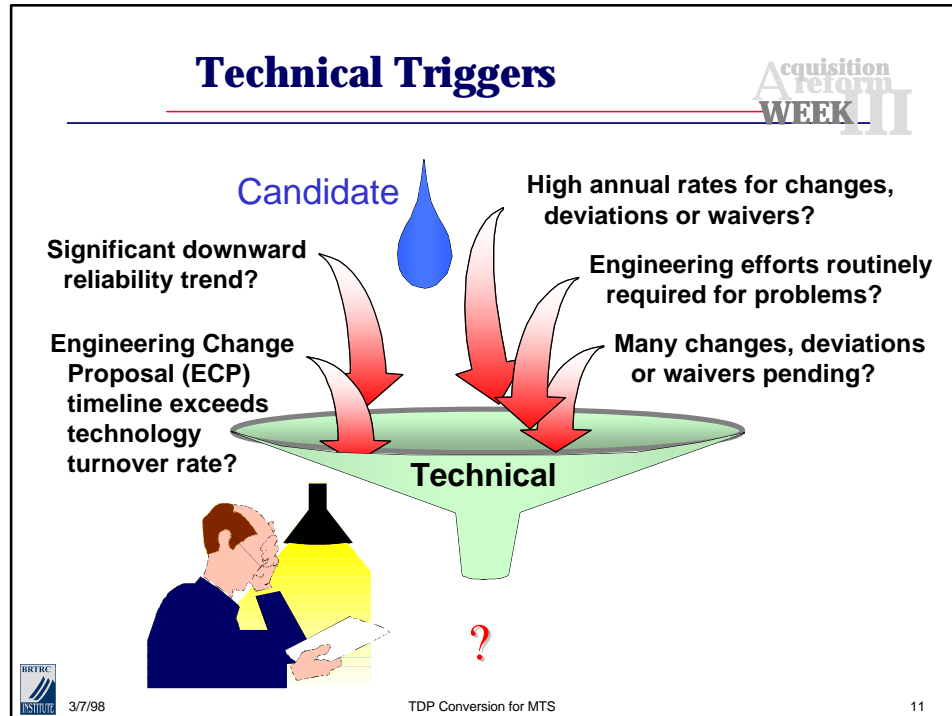 Technical Triggers
Acquisition
reform
WEEK III
Candidate
High annual rates for changes,
deviations or waivers?
Significant downward
reliability trend?
Engineering efforts routinely
required for problems?
Engineering Change
Proposal (ECP)
timeline exceeds
technology
turnover rate?
Many changes, deviations
or waivers pending?
Technical
?
BRTRC
INSTITUTE
3/7/98
TDP Conversion for MTS
11